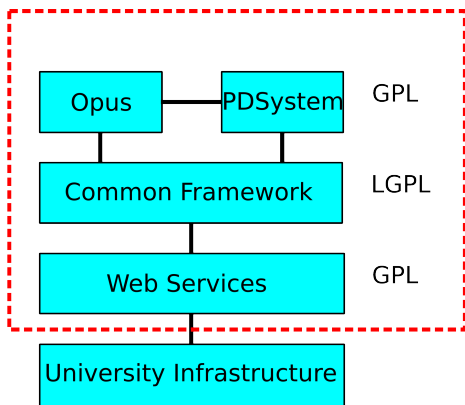 Opus
PDSystem
GPL
Common Framework
LGPL
Web Services
GPL
University Infrastructure